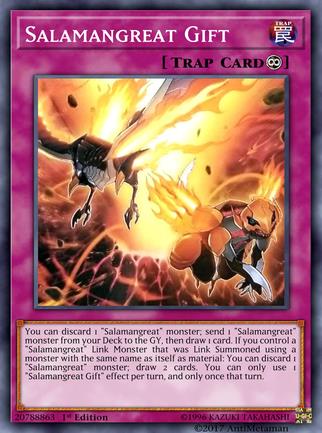 Salamangreat Gift
TRAP
罠
[Trap Card∞]
You can discard 1 "Salamangreat" monster; send 1 "Salamangreat"
monster from your Deck to the GY, then draw 1 card. If you control a
"Salamangreat" Link Monster that was Link Summoned using a
monster with the same name as itself as material: You can discard 1
"Salamangreat" monster; draw 2 cards. You can only use 1
"Salamangreat Gift" effect per turn, and only once that turn.
20788863 1st Edition ©1996 KAZUKI TAKAHASHI
©2017 AntiMetaman